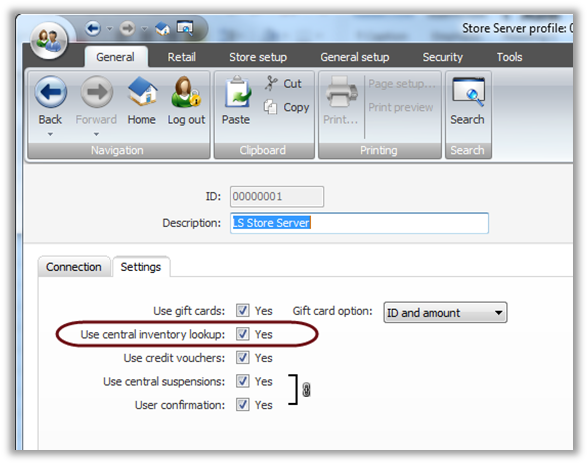 Store Server profile: 0
General Retail Store setup General setup Security Tools
Back Forward Home Log out Paste Cut Copy Print... Page setup... Print preview Search
Navigation Clipboard Printing Search
ID: 00000001
Description: LS Store Server
Connection Settings
Use gift cards: Yes Gift card option: ID and amount
Use central inventory lookup: Yes
Use credit vouchers: Yes
Use central suspensions: Yes
User confirmation: Yes